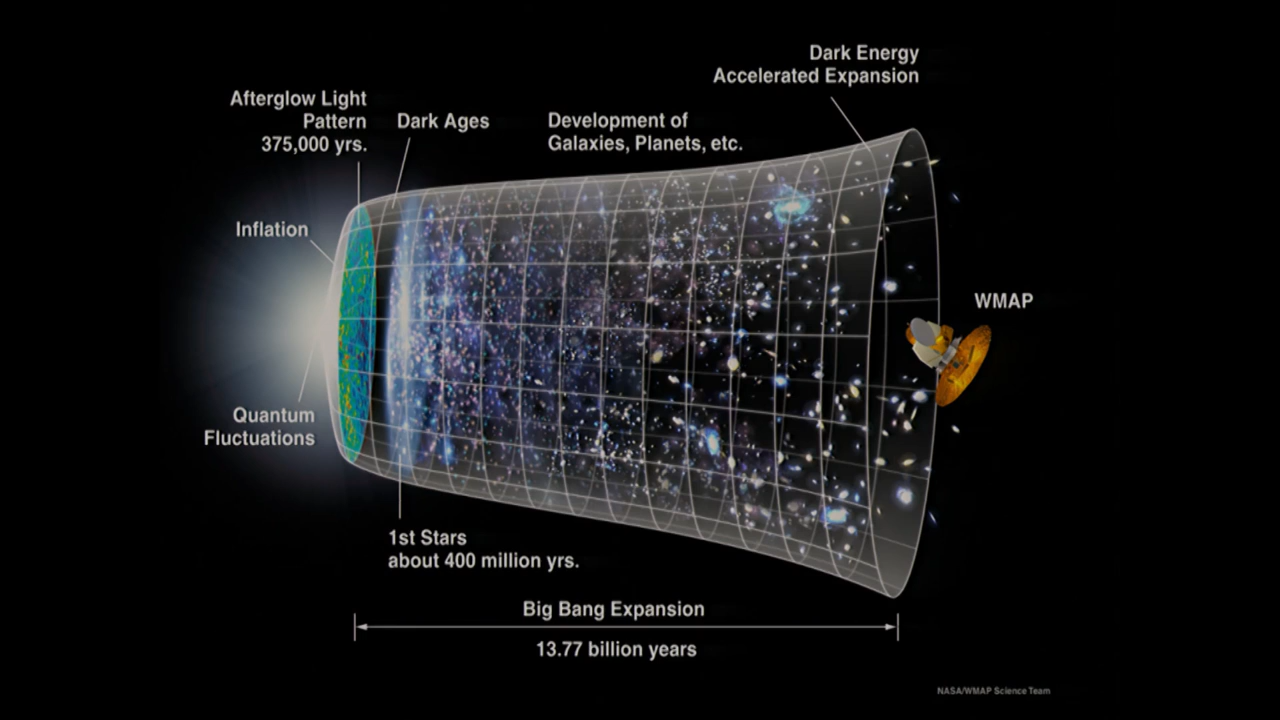 Dark Energy
Accelerated Expansion
Afterglow Light
Pattern
375,000 yrs.
Dark Ages
Development of
Galaxies, Planets, etc.
Inflation
WMAP
Quantum
Fluctuations
1st Stars
about 400 million yrs.
Big Bang Expansion
13.77 billion years
NASA/WMAP Science Team